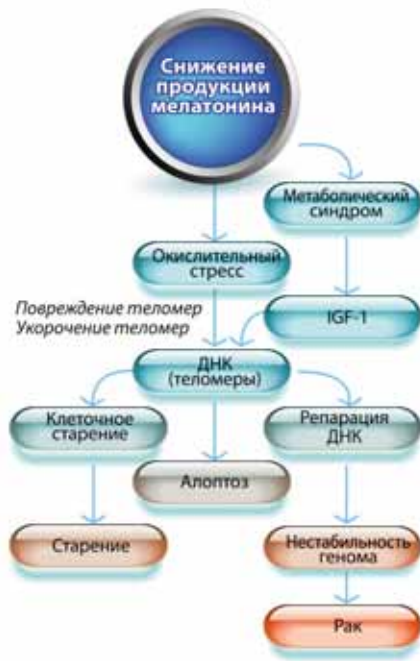 Снижение
продукции
мелатонина
Метаболический
синдром
Окислительный
стресс
Повреждение теломер
Укорочение теломер
IGF-1
ДНК
(теломеры)
Клеточное
старение
Репарация
ДНК
Алоптоз
Старение
Нестабильность
генома
Рак